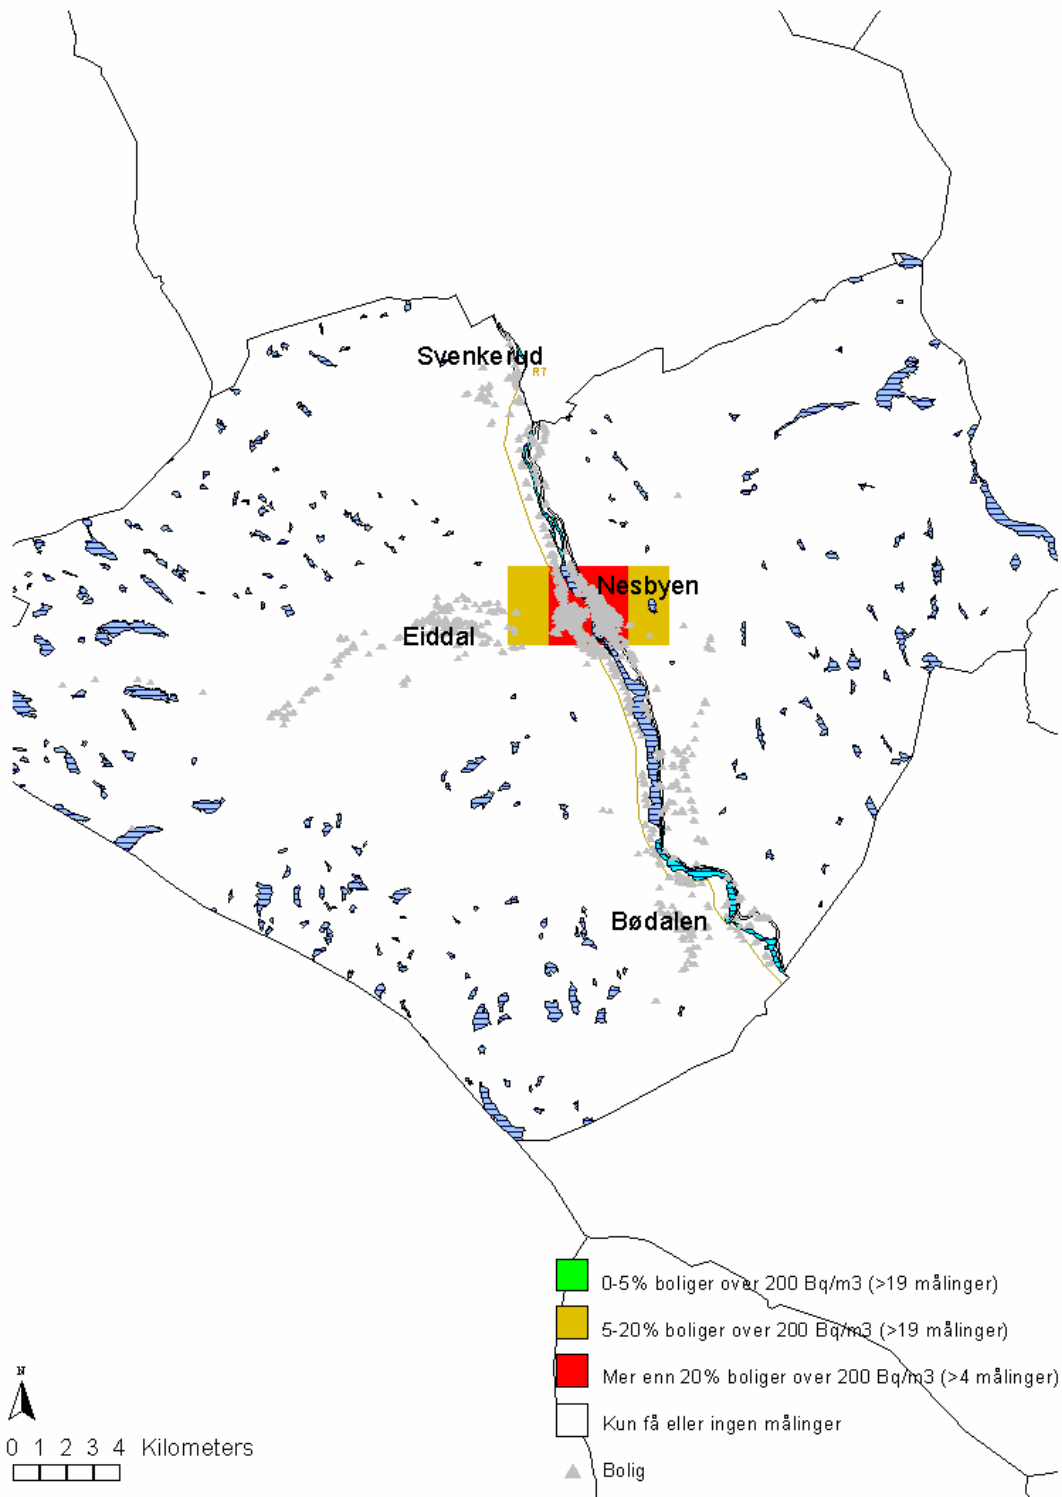 Svenkerud
R7
Nesbyen
Eiddal
Bødalen
0-5% boliger over 200 Bq/m3 (>19 målinger)
5-20% boliger over 200 Bq/m3 (>19 målinger)
Mer enn 20% boliger over 200 Bq/m3 (>4 målinger)
Kun få eller ingen målinger
Bolig
N
0 1 2 3 4 Kilometers